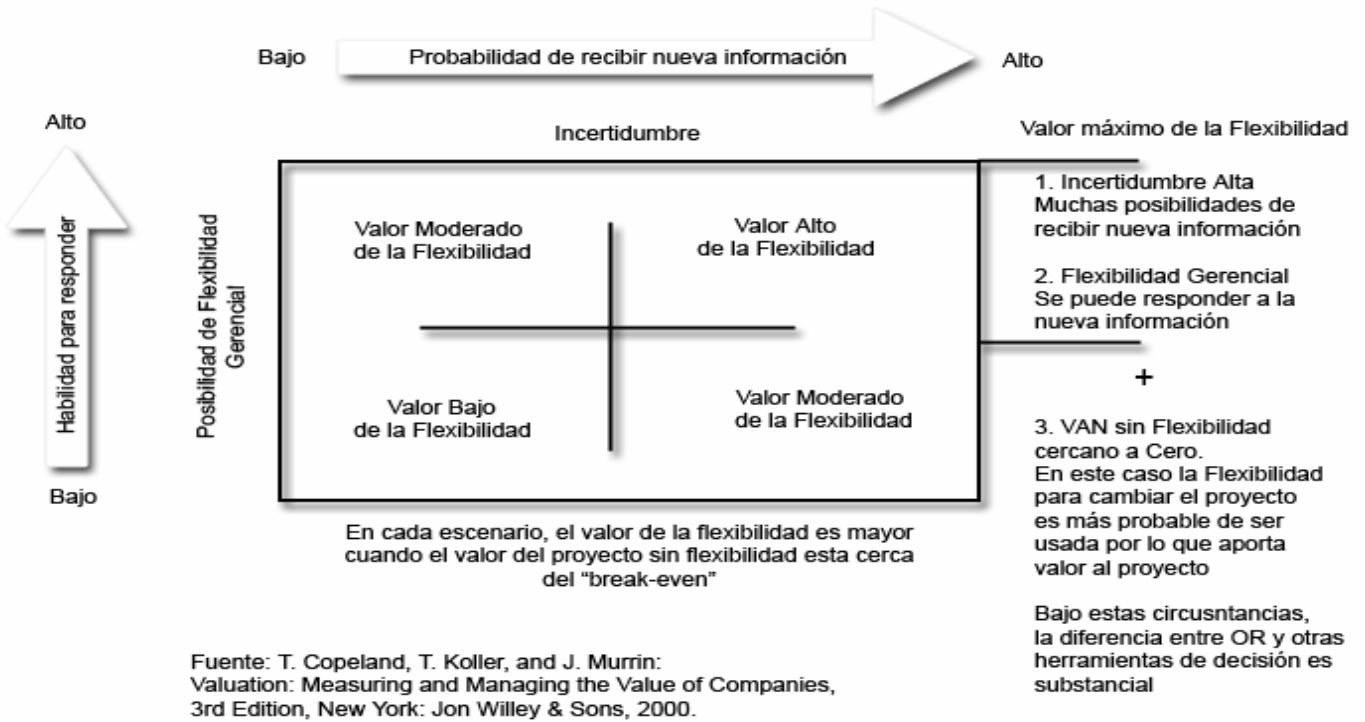 Bajo
Probabilidad de recibir nueva información
Alto
Alto
Habilidad para responder
Bajo
Incertidumbre
Posibilidad de Flexibilidad
Gerencial
Valor Moderado
de la Flexibilidad
Valor Alto
de la Flexibilidad
Valor Bajo
de la Flexibilidad
Valor Moderado
de la Flexibilidad
En cada escenario, el valor de la flexibilidad es mayor
cuando el valor del proyecto sin flexibilidad esta cerca
del “break-even”
Valor máximo de la Flexibilidad
1. Incertidumbre Alta
Muchas posibilidades de
recibir nueva información
2. Flexibilidad Gerencial
Se puede responder a la
nueva información
+
3. VAN sin Flexibilidad
cercano a Cero.
En este caso la Flexibilidad
para cambiar el proyecto
es más probable de ser
usada por lo que aporta
valor al proyecto
Bajo estas circusntancias,
la diferencia entre OR y otras
herramientas de decisión es
substancial
Fuente: T. Copeland, T. Koller, and J. Murrin:
Valuation: Measuring and Managing the Value of Companies,
3rd Edition, New York: Jon Willey & Sons, 2000.